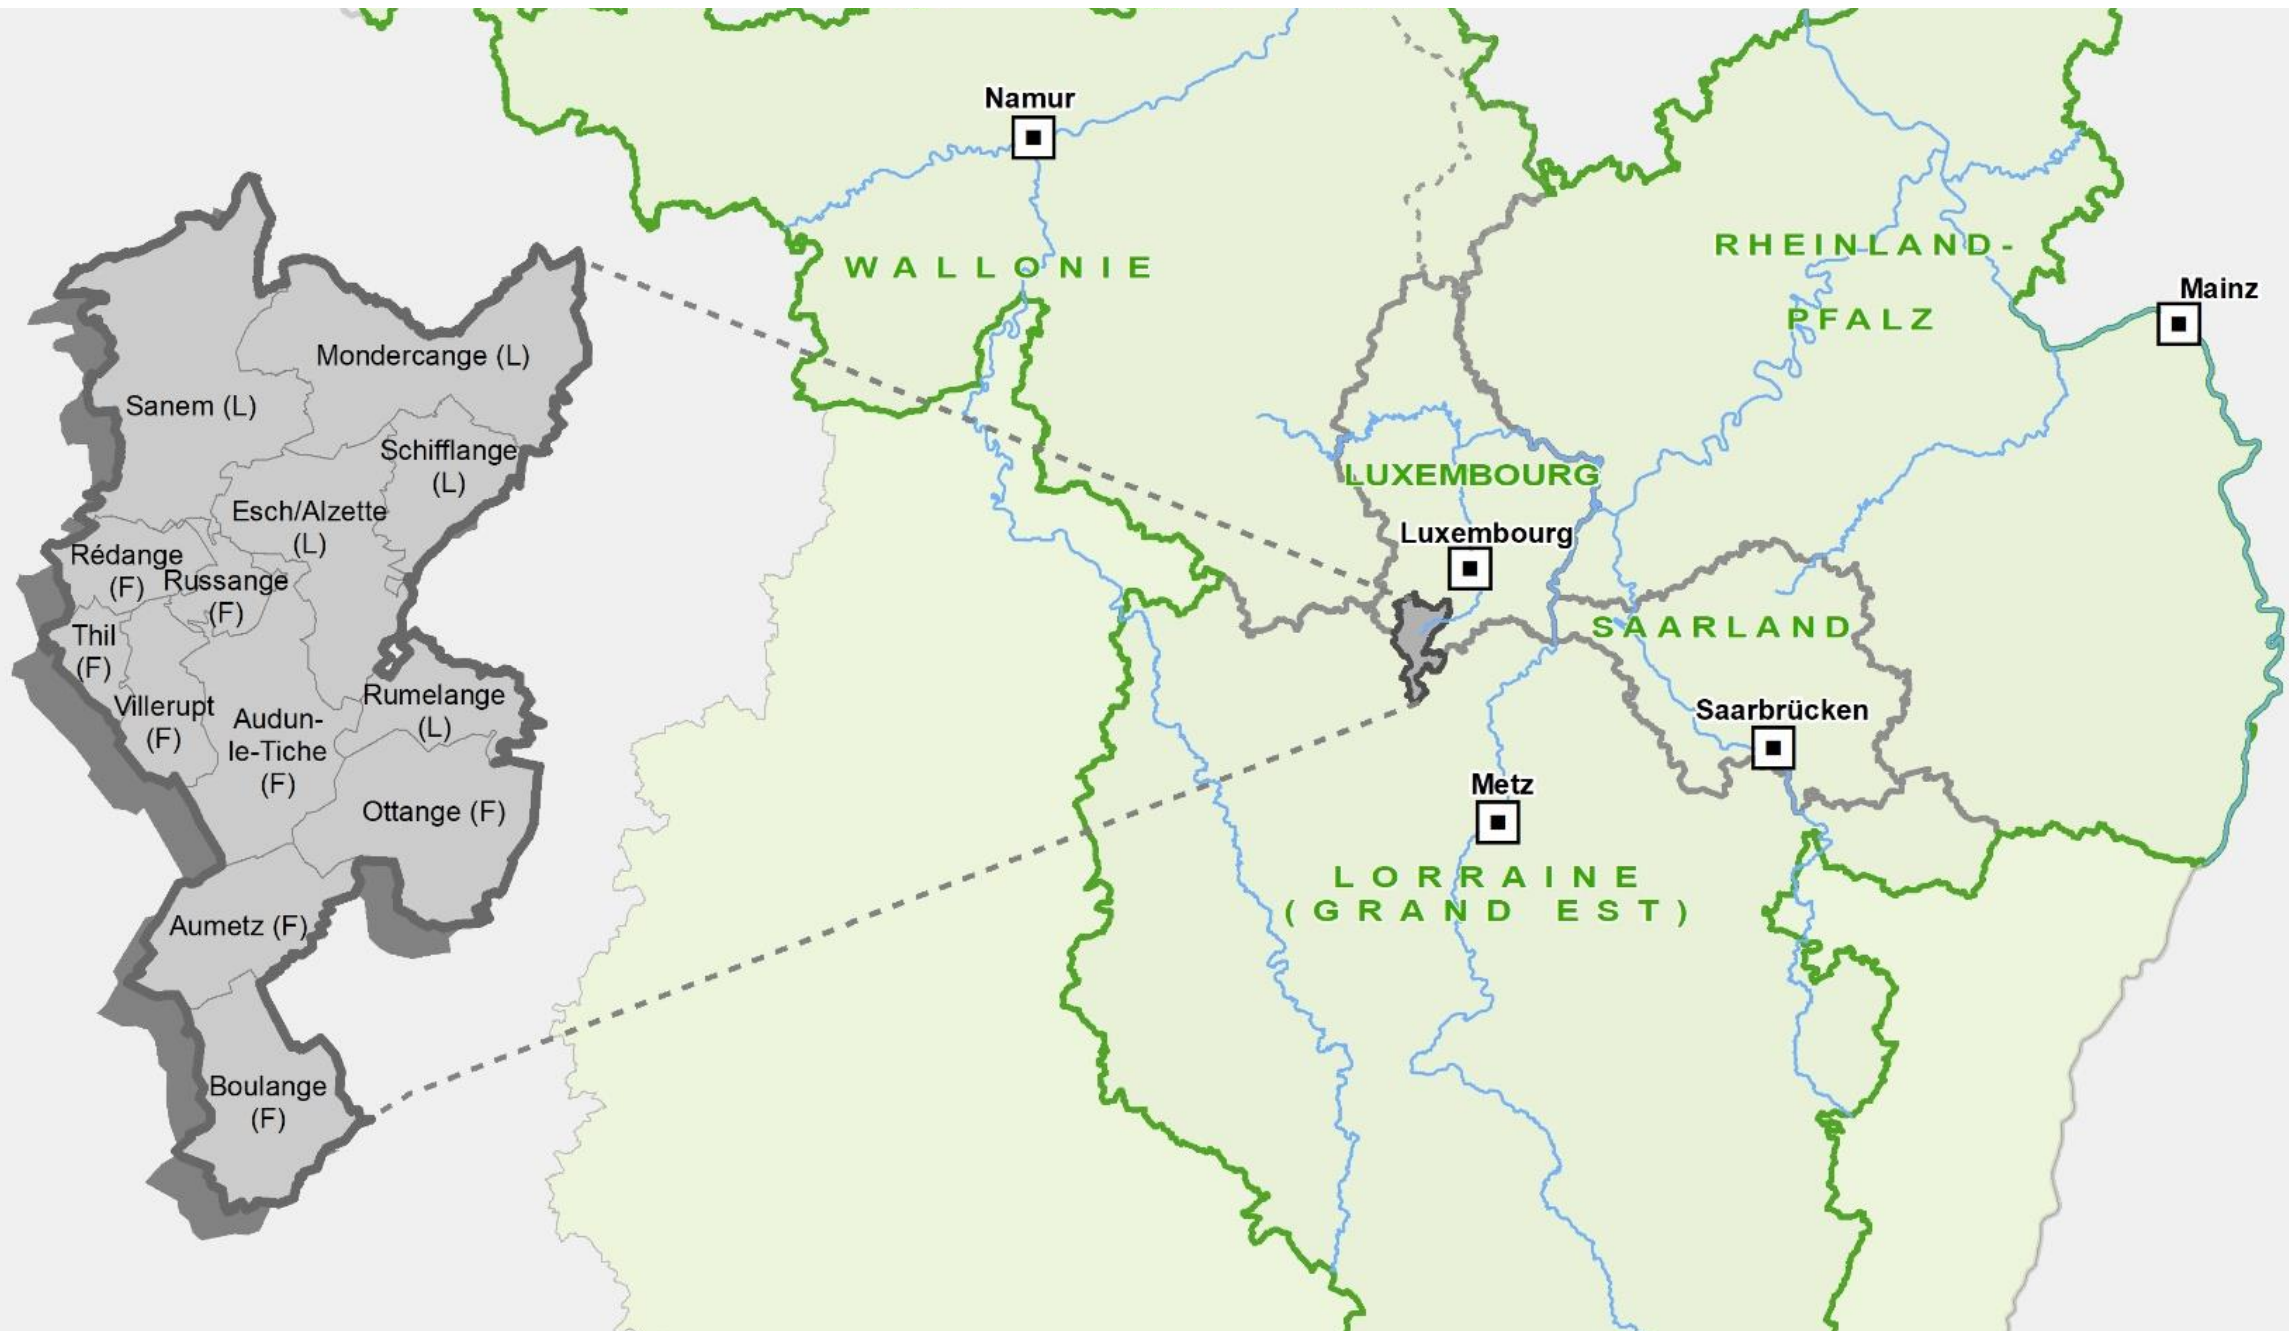 Namur
WALLONIE
RHEINLAND-
PFALZ
Mainz
LUXEMBOURG
Luxembourg
SAARLAND
Saarbrücken
Metz
LORRAINE
(GRAND EST)
Mondercange (L)
Sanem (L)
Schifflange
(L)
Esch/Alzette
(L)
Rédange
(F)
Russange
(F)
Thil
(F)
Villerupt
(F)
Audun-
le-Tiche
(F)
Rumelange
(L)
Ottange (F)
Aumetz (F)
Boulange
(F)